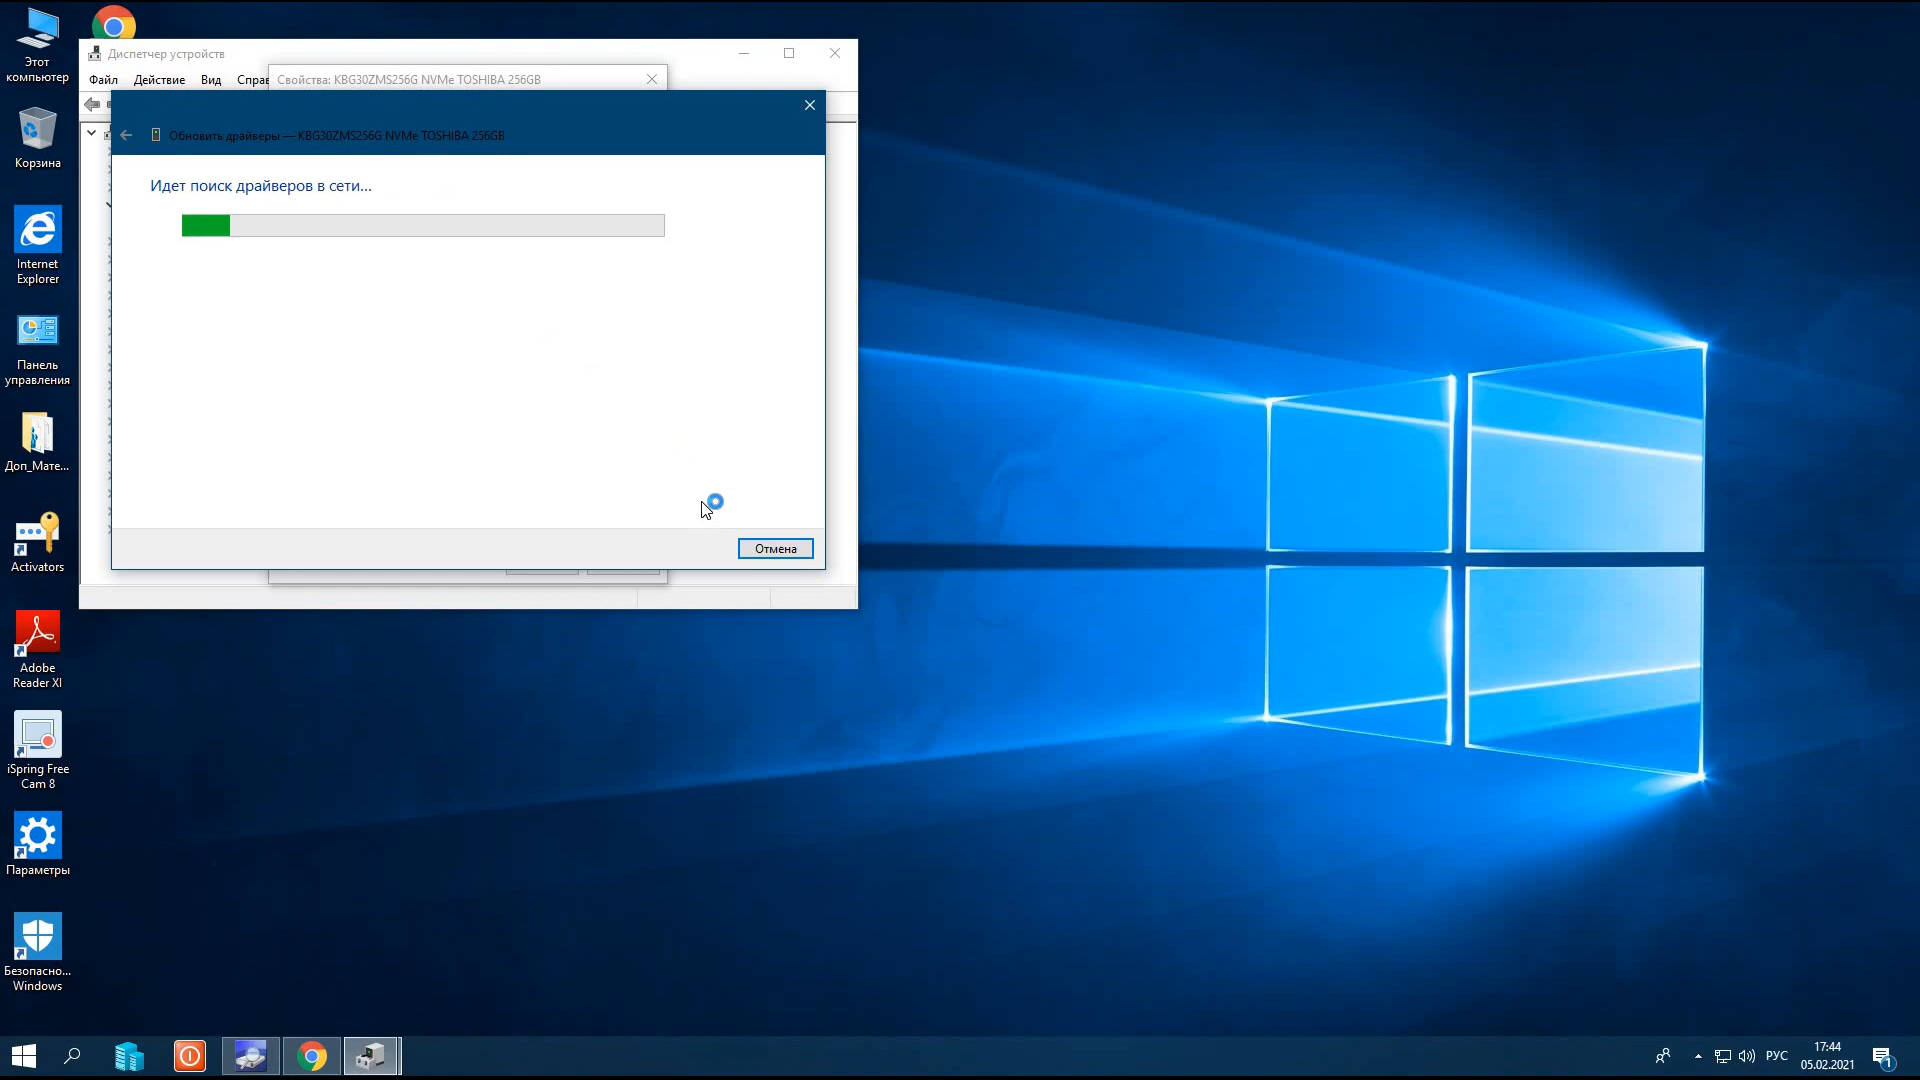 Этот
компьютер
Корзина
Internet
Explorer
Панель
управления
Доп_Мате...
Activators
Adobe
Reader XI
iSpring Free
Cam 8
Параметры
Безопасно...
Windows
Диспетчер устройств
Файл Действие Вид Справ
Свойства: KBG30ZMS256G NVMe TOSHIBA 256GB
Обновить драйверы — KBG30ZMS256G NVMe TOSHIBA 256GB
Идет поиск драйверов в сети...
Отмена
РУС
17:44
05.02.2021
1